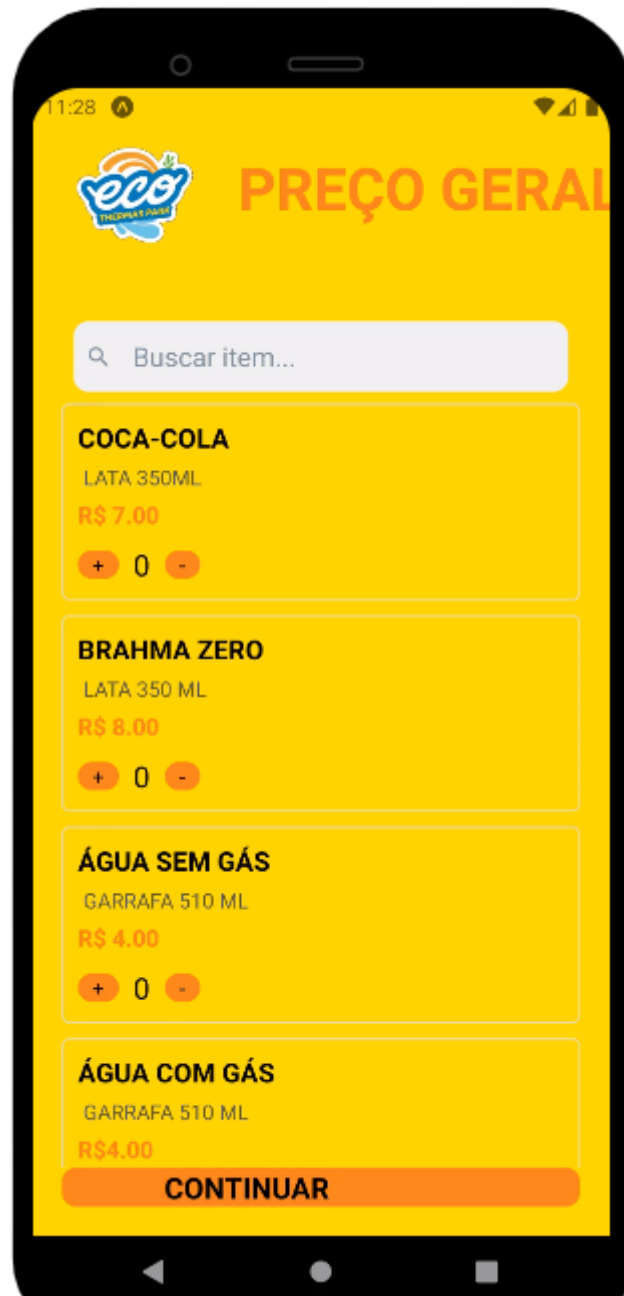 11:28
eco
THERMAS PARK
PREÇO GERAL
Buscar item...
COCA-COLA
LATA 350ML
R$ 7.00
+ 0 -
BRAHMA ZERO
LATA 350 ML
R$ 8.00
+ 0 -
ÁGUA SEM GÁS
GARRAFA 510 ML
R$ 4.00
+ 0 -
ÁGUA COM GÁS
GARRAFA 510 ML
R$4.00
CONTINUAR